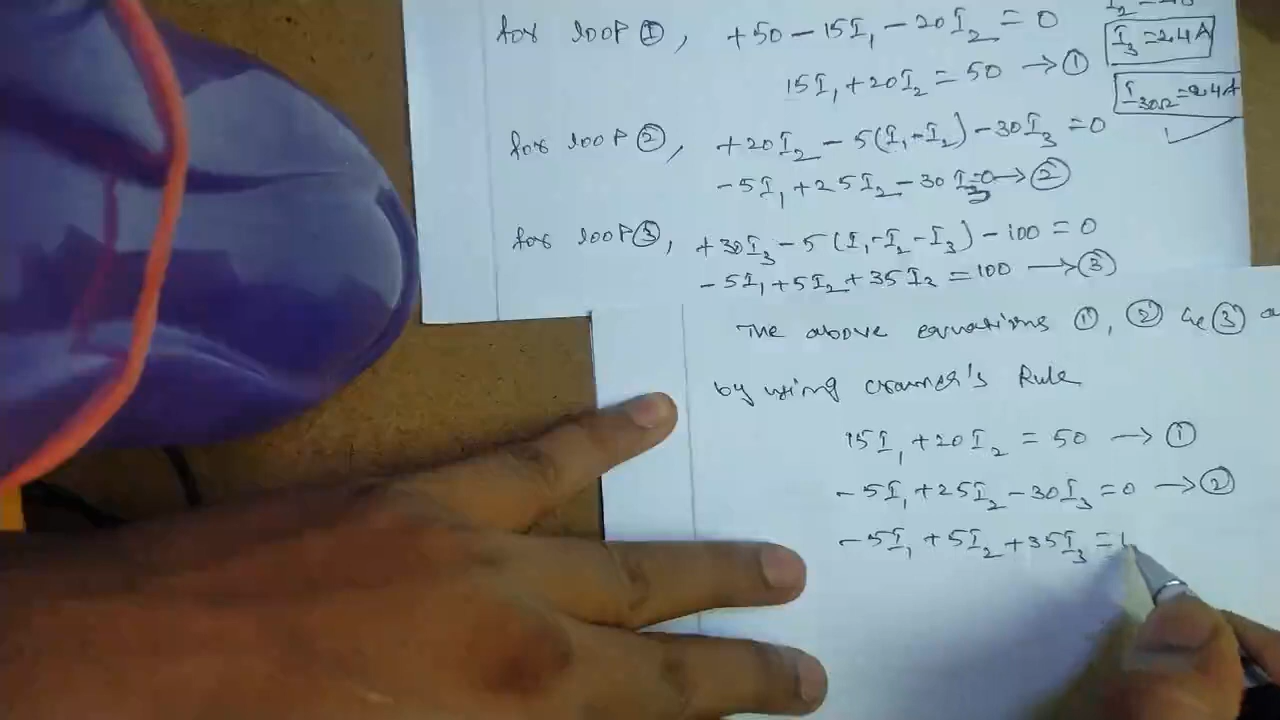 for loop ①, +50 - 15I₁ - 20I₂ = 0
I₃ = 2.4A
15I₁ + 20I₂ = 50 → ①
I₃₀Ω = 2.4A
for loop ②, +20I₂ - 5(I₁ - I₂) - 30I₃ = 0
-5I₁ + 25I₂ - 30I₃ = 0 → ②
for loop ③, +30I₃ - 5(I₁ - I₂ - I₃) - 100 = 0
-5I₁ + 5I₂ + 35I₃ = 100 → ③
The above equations ①, ② & ③
by using cramer's Rule
15I₁ + 20I₂ = 50 → ①
-5I₁ + 25I₂ - 30I₃ = 0 → ②
-5I₁ + 5I₂ + 35I₃ = 1